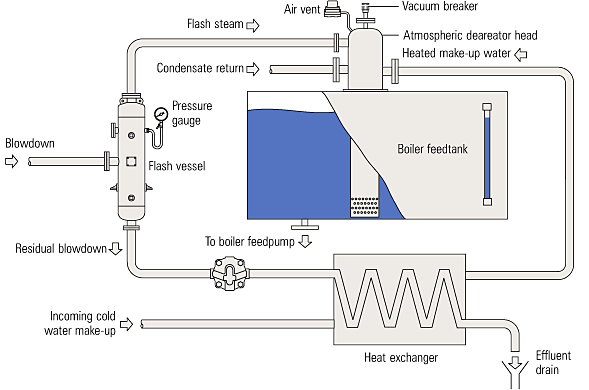 Air vent
Vacuum breaker
Flash steam
Atmospheric dearator head
Heated make-up water
Condensate return
Pressure
gauge
Blowdown
Flash vessel
Boiler feedtank
Residual blowdown
To boiler feedpump
Incoming cold
water make-up
Heat exchanger
Effluent
drain